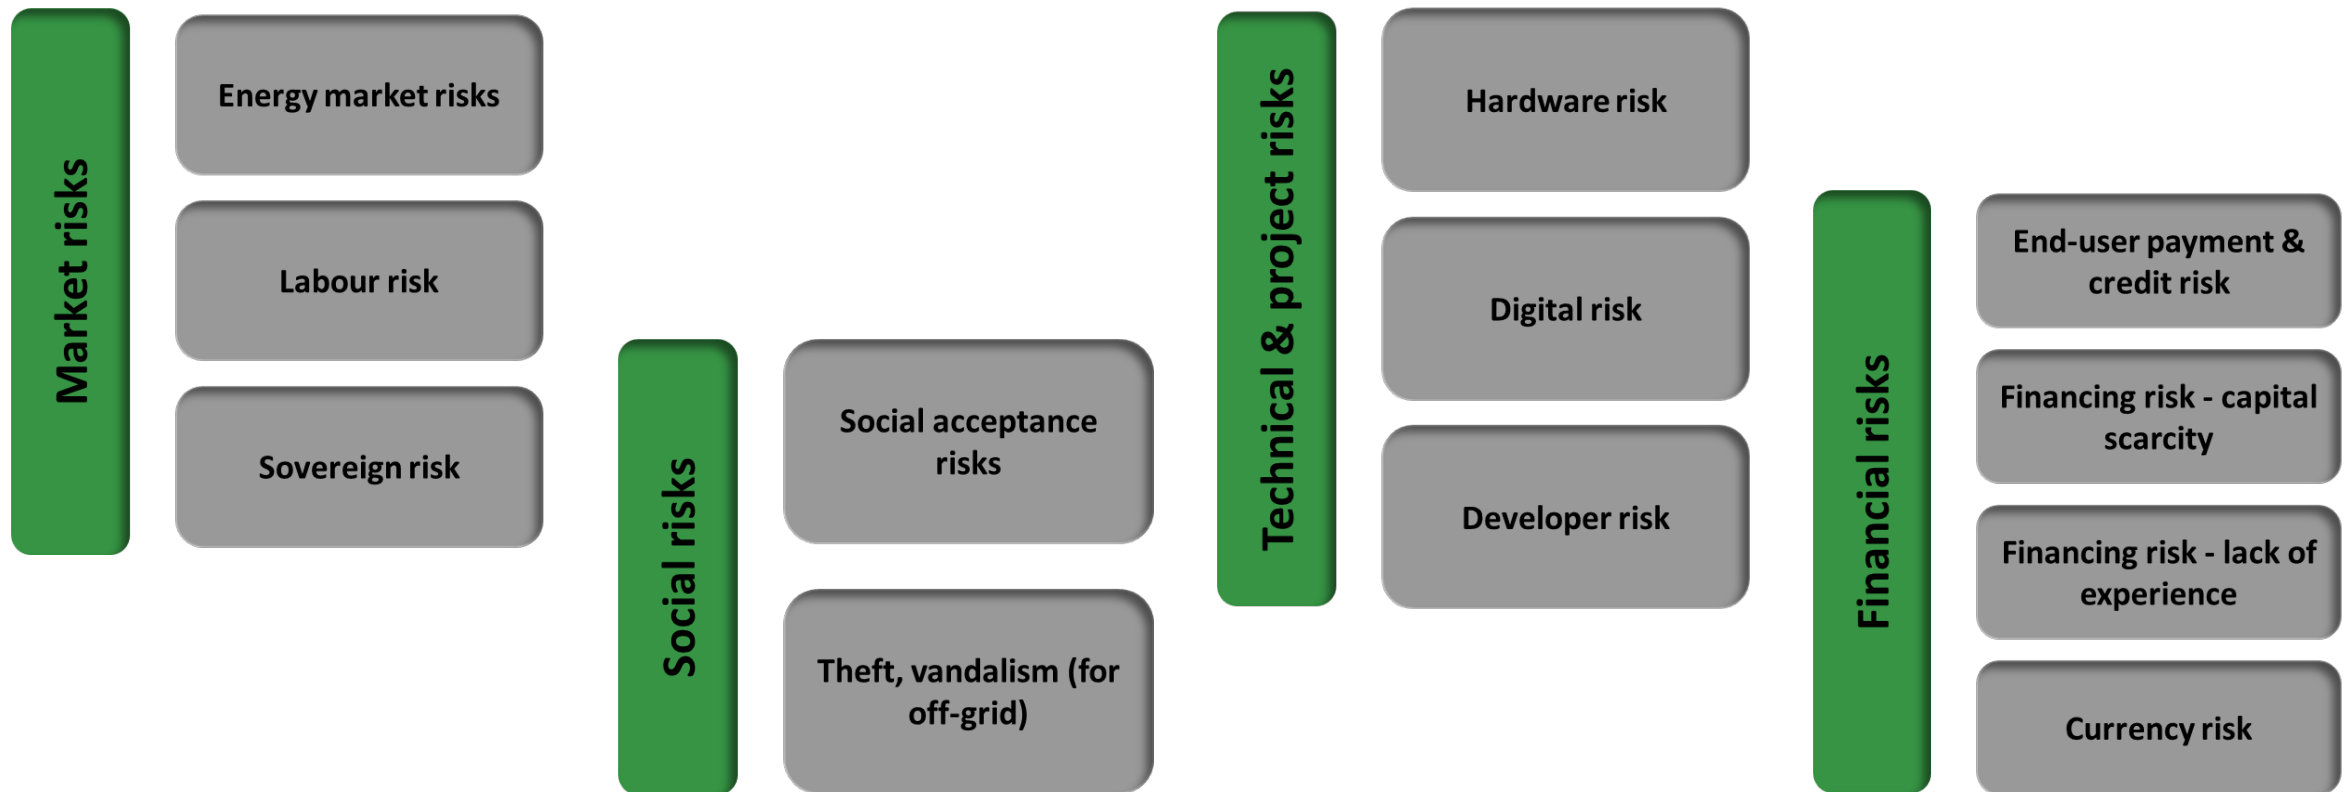 Market risks
Energy market risks
Labour risk
Sovereign risk
Social risks
Social acceptance
risks
Theft, vandalism (for
off-grid)
Technical & project risks
Hardware risk
Digital risk
Developer risk
Financial risks
End-user payment &
credit risk
Financing risk - capital
scarcity
Financing risk - lack of
experience
Currency risk